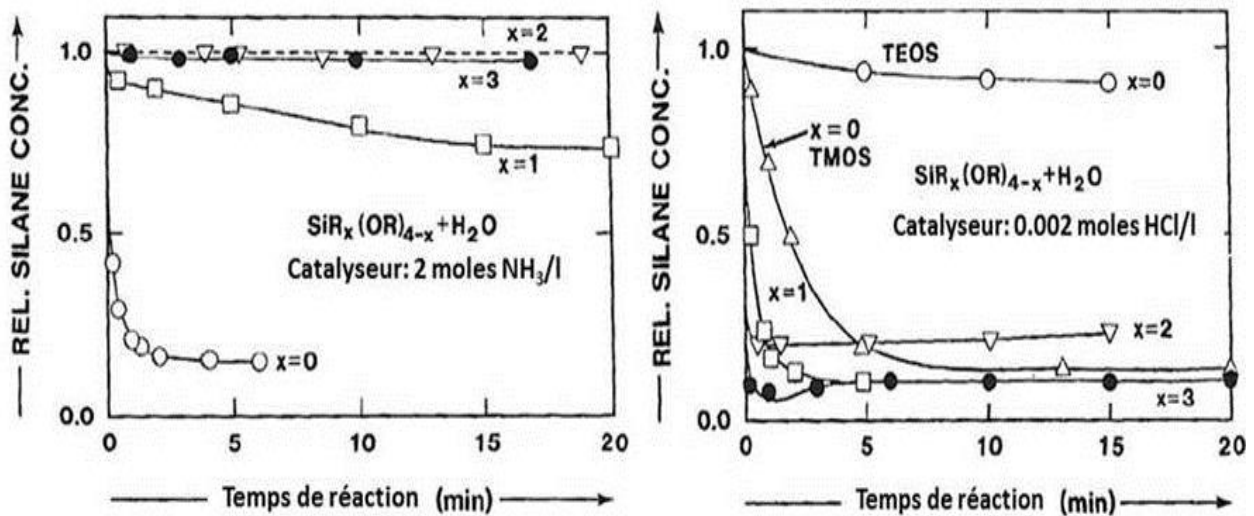 REL. SILANE CONC.
1.0
0.5
0.0
x=2
x=3
x=1
SiRₓ(OR)₄₋ₓ+H₂O
Catalyseur: 2 moles NH₃/l
x=0
0
5
10
15
20
Temps de réaction (min)
REL. SILANE CONC.
1.0
0.5
0.0
TEOS
x=0
x=0
TMOS
SiRₓ(OR)₄₋ₓ+H₂O
Catalyseur: 0.002 moles HCl/l
x=1
x=2
x=3
0
5
10
15
20
Temps de réaction (min)